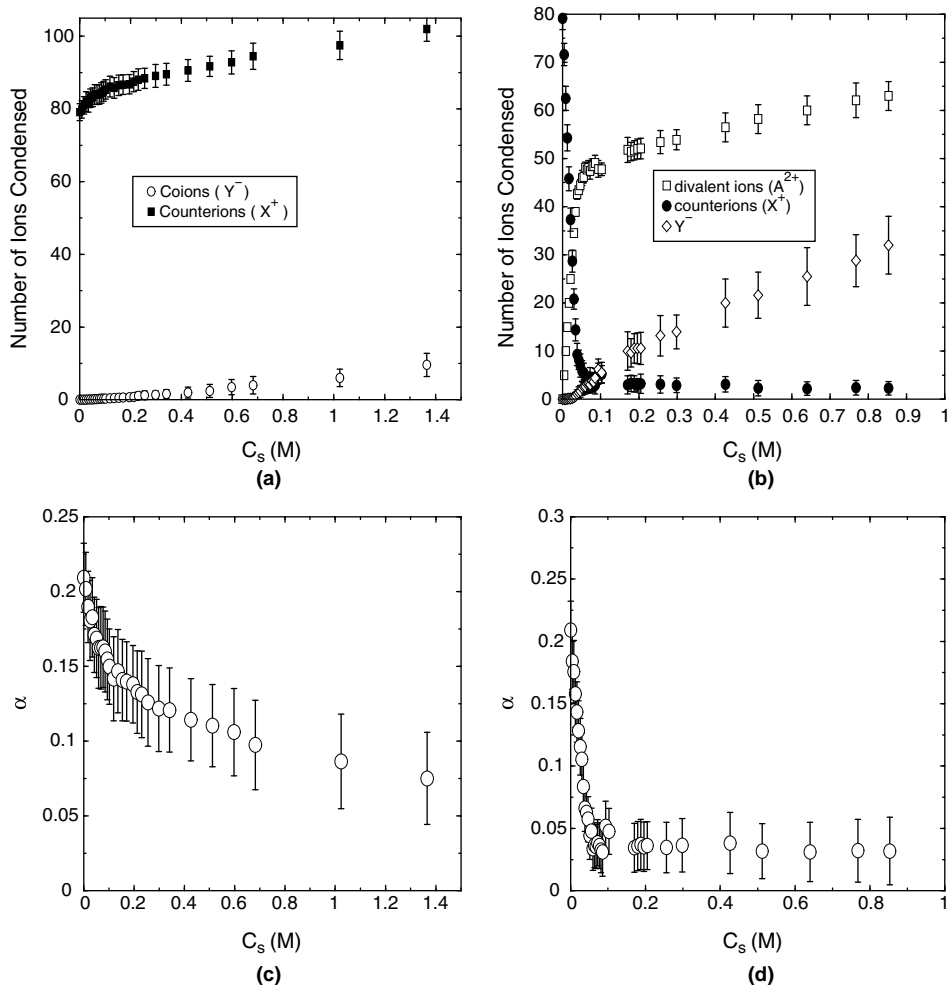 Number of Ions Condensed
120
100
80
60
40
20
0
Coions ( Y⁻ )
Counterions ( X⁺ )
0 0.2 0.4 0.6 0.8 1 1.2 1.4
Cₛ (M)
(a)
Number of Ions Condensed
80
70
60
50
40
30
20
10
0
divalent ions (A²⁺)
counterions (X⁺)
Y⁻
0 0.1 0.2 0.3 0.4 0.5 0.6 0.7 0.8 0.9 1
Cₛ (M)
(b)
α
0.25
0.2
0.15
0.1
0.05
0
0 0.2 0.4 0.6 0.8 1 1.2 1.4
Cₛ (M)
(c)
α
0.3
0.25
0.2
0.15
0.1
0.05
0
0 0.2 0.4 0.6 0.8 1
Cₛ (M)
(d)